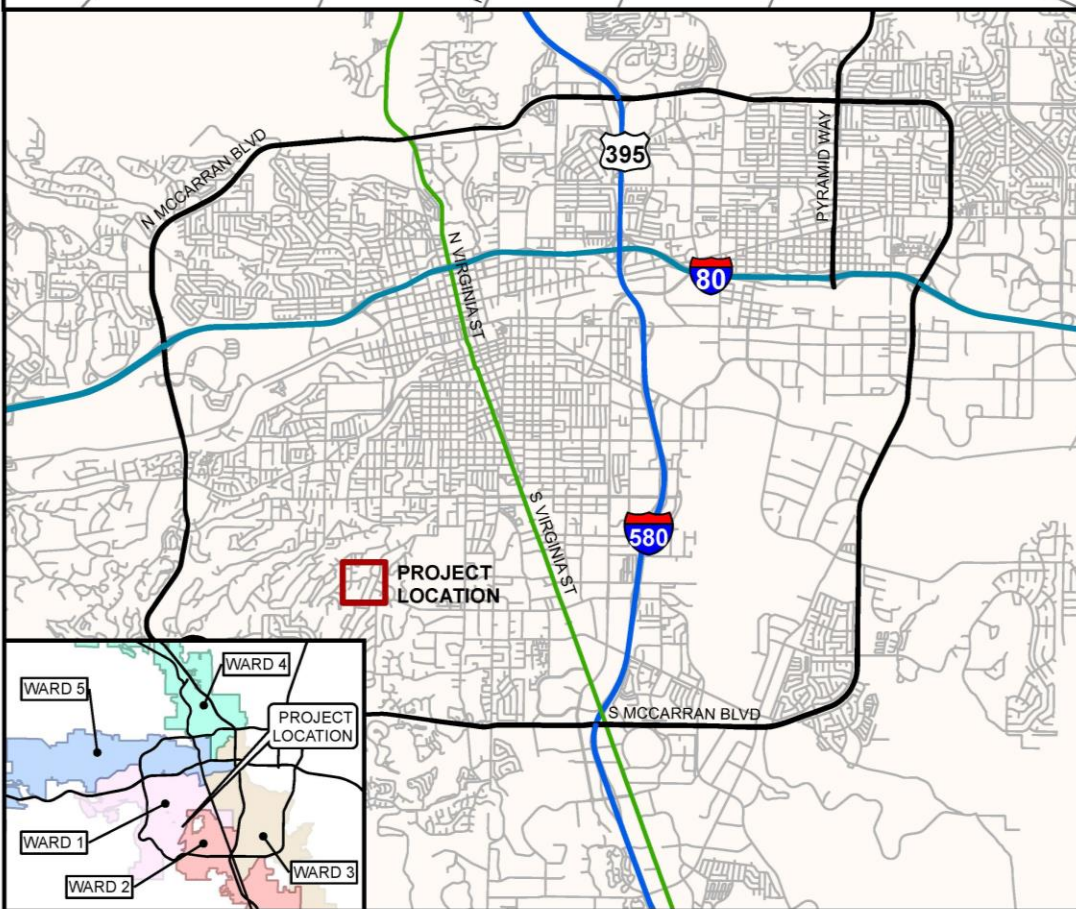 N MCCARRAN BLVD
395
PYRAMID WAY
N VIRGINIA ST
80
S VIRGINIA ST
580
PROJECT
LOCATION
S MCCARRAN BLVD
WARD 4
WARD 5
PROJECT
LOCATION
WARD 1
WARD 2
WARD 3